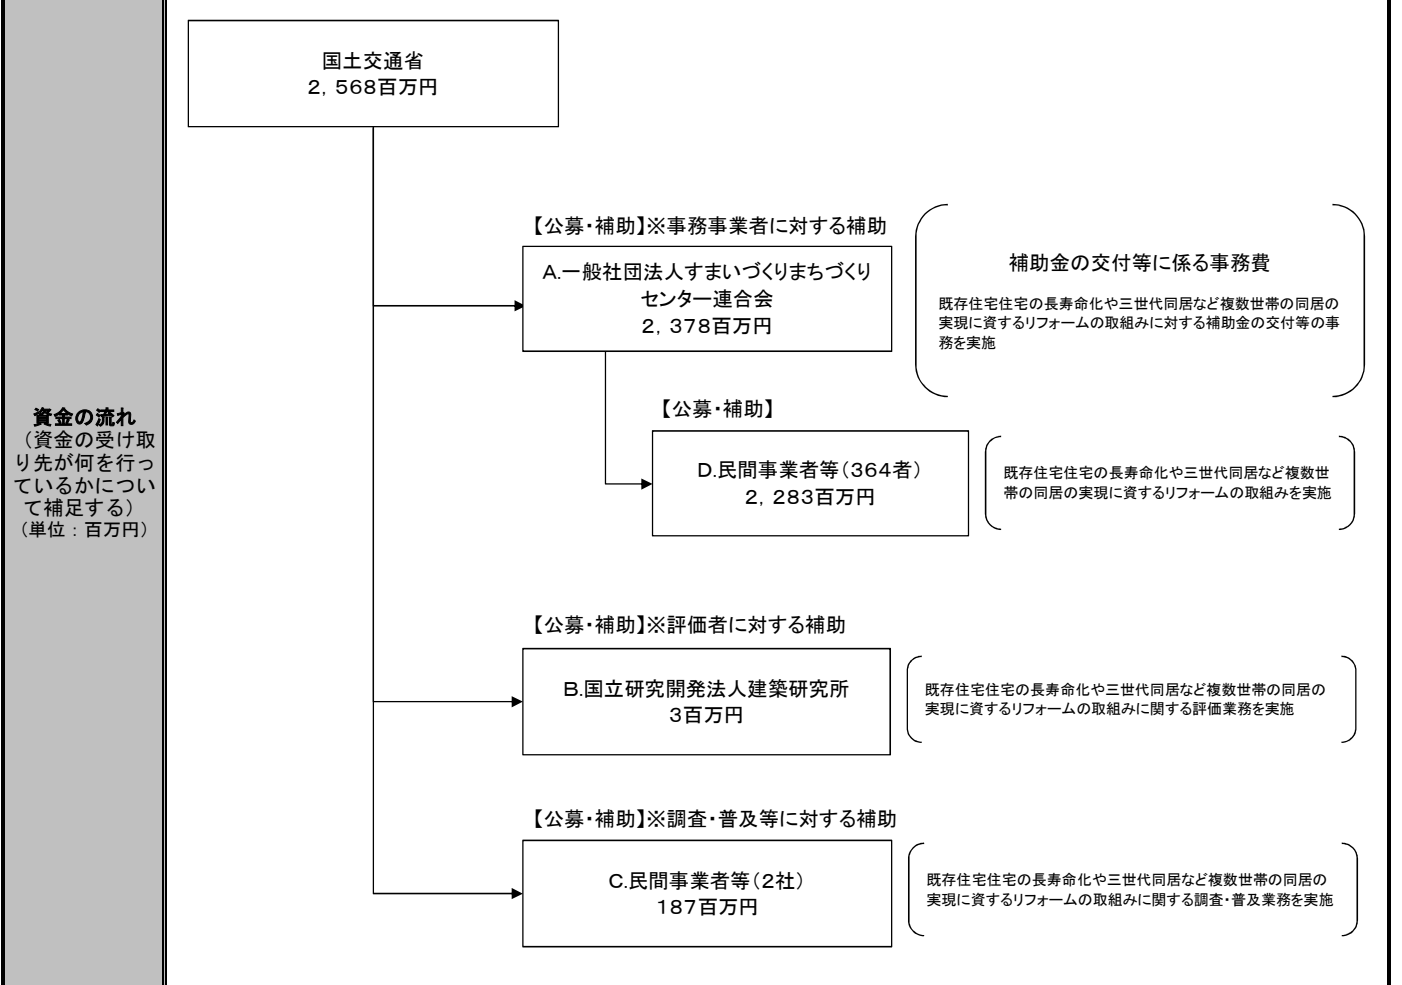 資金の流れ
（資金の受け取
り先が何を行っ
ているかについ
て補足する）
（単位：百万円）
国土交通省
２，５６８百万円
【公募・補助】※事務事業者に対する補助
A.一般社団法人すまいづくりまちづくり
センター連合会
２，３７８百万円
補助金の交付等に係る事務費
既存住宅住宅の長寿命化や三世代同居など複数世帯の同居の
実現に資するリフォームの取組みに対する補助金の交付等の事
務を実施
【公募・補助】
D.民間事業者等（３６４者）
２，２８３百万円
既存住宅住宅の長寿命化や三世代同居など複数世
帯の同居の実現に資するリフォームの取組みを実施
【公募・補助】※評価者に対する補助
B.国立研究開発法人建築研究所
３百万円
既存住宅住宅の長寿命化や三世代同居など複数世帯の同居の
実現に資するリフォームの取組みに関する評価業務を実施
【公募・補助】※調査・普及等に対する補助
C.民間事業者等（２社）
１８７百万円
既存住宅住宅の長寿命化や三世代同居など複数世帯の同居の
実現に資するリフォームの取組みに関する調査・普及業務を実施